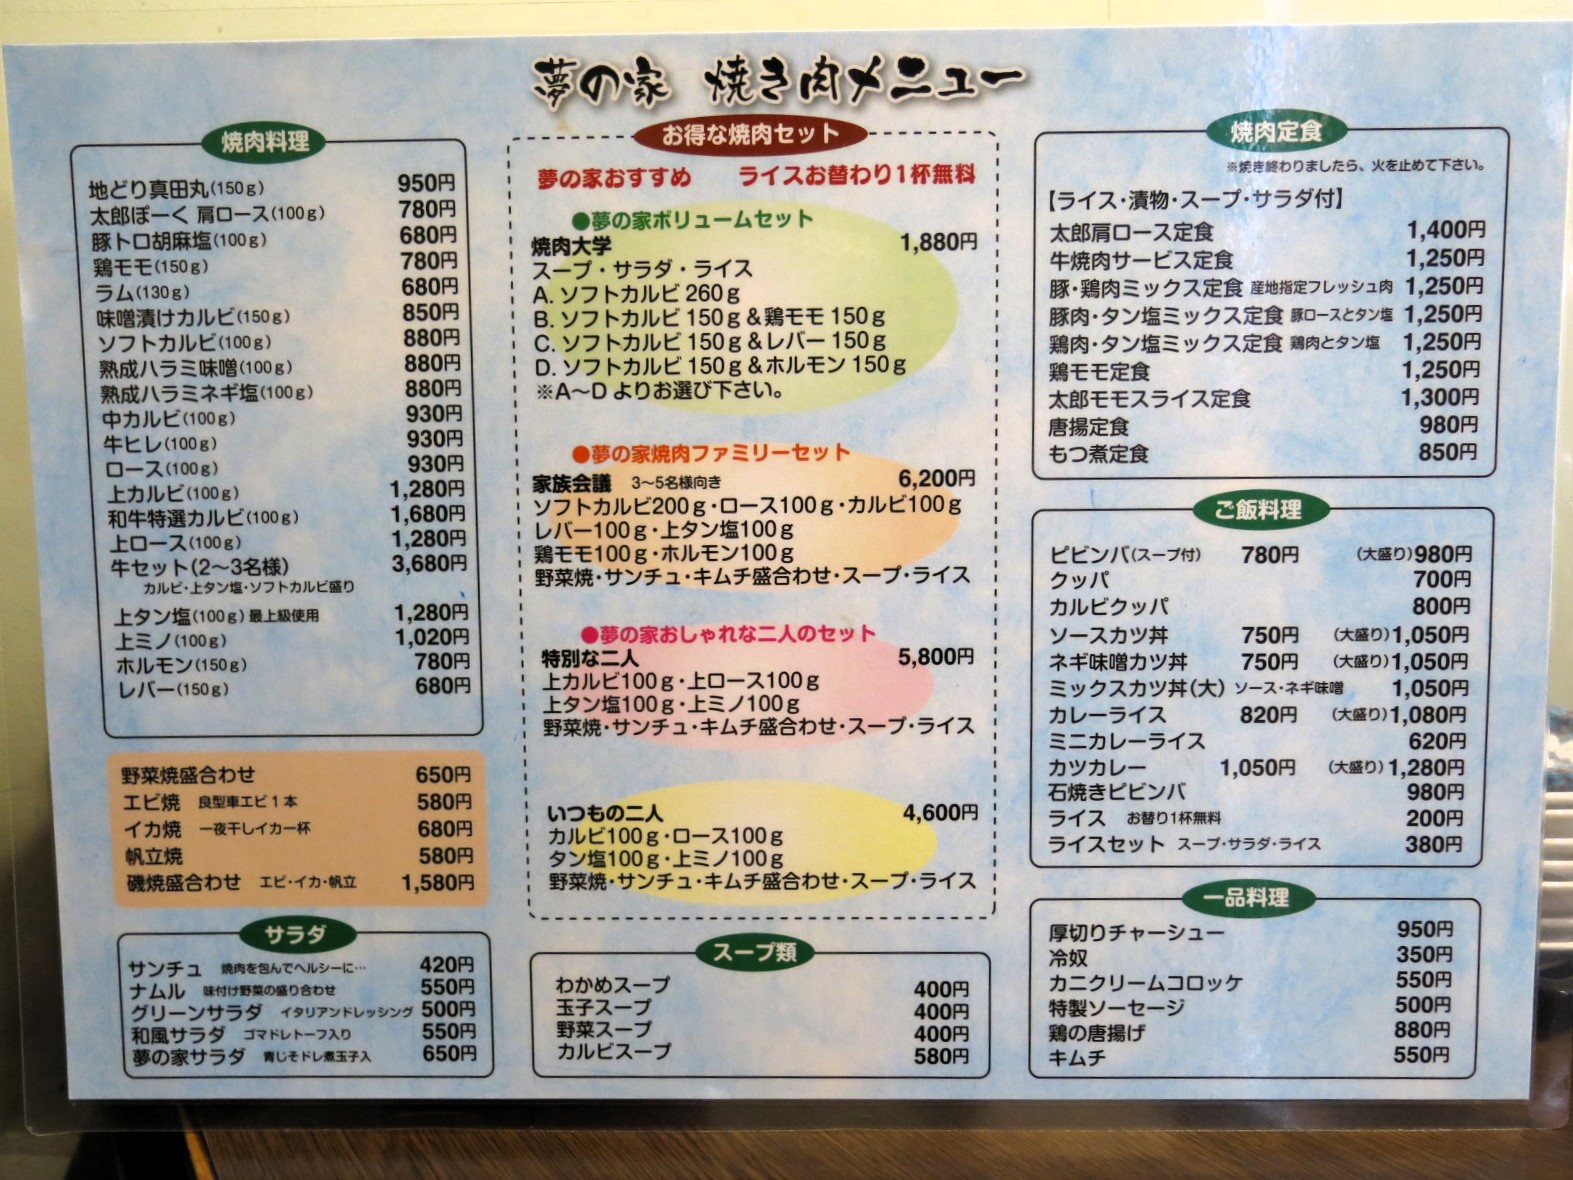 夢の家 焼き肉メニュー
焼肉料理
地どり真田丸(150g) 950円
太郎ぽーく 肩ロース(100g) 780円
豚トロ胡麻塩(100g) 680円
鶏モモ(150g) 780円
ラム(130g) 680円
味噌漬けカルビ(150g) 850円
ソフトカルビ(100g) 880円
熟成ハラミ味噌(100g) 880円
熟成ハラミネギ塩(100g) 880円
中カルビ(100g) 930円
牛ヒレ(100g) 930円
ロース(100g) 930円
上カルビ(100g) 1,280円
和牛特選カルビ(100g) 1,680円
上ロース(100g) 1,280円
牛セット(2〜3名様) 3,680円
カルビ・上タン塩・ソフトカルビ盛り
上タン塩(100g) 最上級使用 1,280円
上ミノ(100g) 1,020円
ホルモン(150g) 780円
レバー(150g) 680円
野菜焼盛合わせ 650円
エビ焼 良型車エビ1本 580円
イカ焼 一夜干しイカ一杯 680円
帆立焼 580円
磯焼盛合わせ エビ・イカ・帆立 1,580円
サラダ
サンチュ 焼肉を包んでヘルシーに… 420円
ナムル 味付け野菜の盛り合わせ 550円
グリーンサラダ イタリアンドレッシング 500円
和風サラダ ゴマドレトーフ入り 550円
夢の家サラダ 青じそドレ煮玉子入 650円
お得な焼肉セット
夢の家おすすめ ライスお替わり1杯無料
●夢の家ボリュームセット
焼肉大学 1,880円
スープ・サラダ・ライス
A. ソフトカルビ 260g
B. ソフトカルビ 150g&鶏モモ 150g
C. ソフトカルビ 150g&レバー 150g
D. ソフトカルビ 150g&ホルモン 150g
※A〜D よりお選び下さい。
●夢の家焼肉ファミリーセット
家族会議 3〜5名様向き 6,200円
ソフトカルビ200g・ロース100g・カルビ100g
レバー100g・上タン塩100g
鶏モモ100g・ホルモン100g
野菜焼・サンチュ・キムチ盛合わせ・スープ・ライス
●夢の家おしゃれな二人のセット
特別な二人 5,800円
上カルビ100g・上ロース100g
上タン塩100g・上ミノ100g
野菜焼・サンチュ・キムチ盛合わせ・スープ・ライス
いつもの二人 4,600円
カルビ100g・ロース100g
タン塩100g・上ミノ100g
野菜焼・サンチュ・キムチ盛合わせ・スープ・ライス
スープ類
わかめスープ 400円
玉子スープ 400円
野菜スープ 400円
カルビスープ 580円
焼肉定食
※焼き終わりましたら、火を止めて下さい。
【ライス・漬物・スープ・サラダ付】
太郎肩ロース定食 1,400円
牛焼肉サービス定食 1,250円
豚・鶏肉ミックス定食 産地指定フレッシュ肉 1,250円
豚肉・タン塩ミックス定食 豚ロースとタン塩 1,250円
鶏肉・タン塩ミックス定食 鶏肉とタン塩 1,250円
鶏モモ定食 1,250円
太郎モモスライス定食 1,300円
唐揚定食 980円
もつ煮定食 850円
ご飯料理
ピビンバ(スープ付) 780円 (大盛り)980円
クッパ 700円
カルビクッパ 800円
ソースカツ丼 750円 (大盛り)1,050円
ネギ味噌カツ丼 750円 (大盛り)1,050円
ミックスカツ丼(大) ソース・ネギ味噌 1,050円
カレーライス 820円 (大盛り)1,080円
ミニカレーライス 620円
カツカレー 1,050円 (大盛り)1,280円
石焼きピビンバ 980円
ライス お替り1杯無料 200円
ライスセット スープ・サラダ・ライス 380円
一品料理
厚切りチャーシュー 950円
冷奴 350円
カニクリームコロッケ 550円
特製ソーセージ 500円
鶏の唐揚げ 880円
キムチ 550円